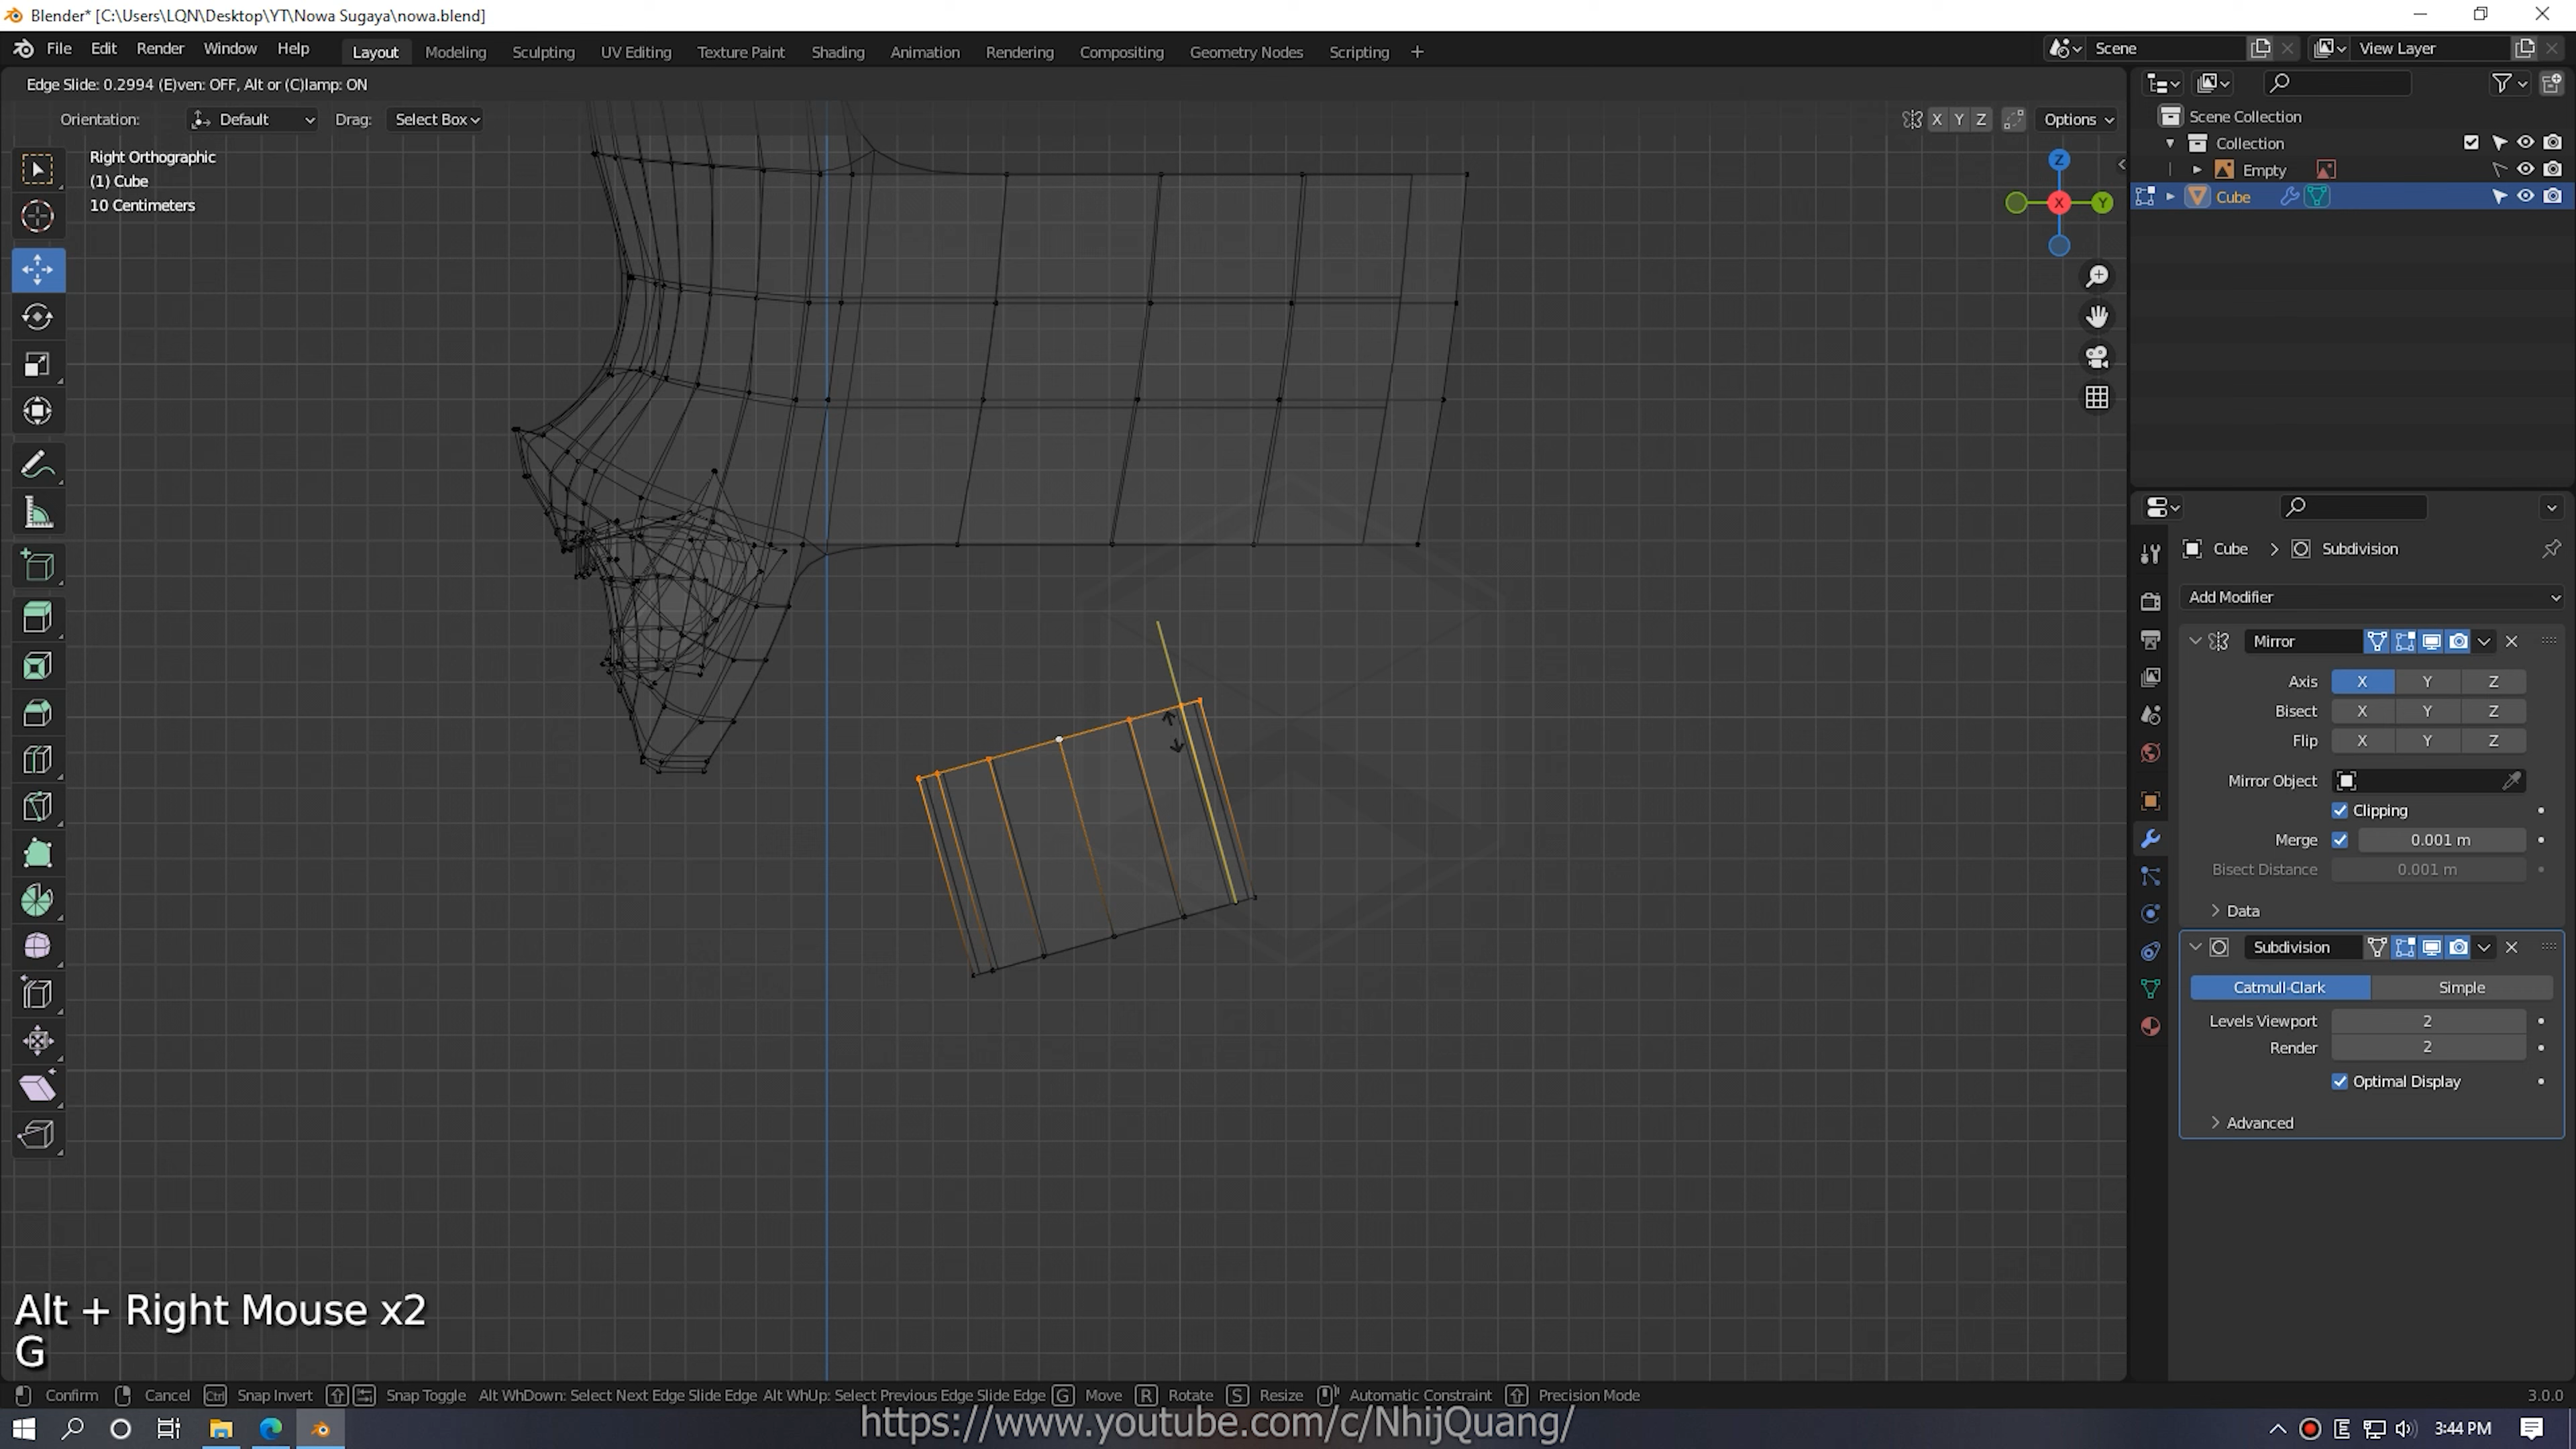 Blender* [C:\Users\LQN\Desktop\YT\Nowa Sugaya\nowa.blend]
File Edit Render Window Help Layout Modeling Sculpting UV Editing Texture Paint Shading Animation Rendering Compositing Geometry Nodes Scripting + Scene View Layer
Edge Slide: 0.2994 (E)ven: OFF, Alt or (C)lamp: ON
Orientation: Default Drag: Select Box X Y Z Options
Right Orthographic
(1) Cube
10 Centimeters
Z
X
Y
Scene Collection
Collection
Empty
Cube
Cube > Subdivision
Add Modifier
Mirror
Axis X Y Z
Bisect X Y Z
Flip X Y Z
Mirror Object
Clipping
Merge 0.001 m
Bisect Distance 0.001 m
Data
Subdivision
Catmull-Clark Simple
Levels Viewport 2
Render 2
Optimal Display
Advanced
Alt + Right Mouse x2
G
Confirm Cancel Ctrl Snap Invert Snap Toggle Alt WhDown: Select Next Edge Slide Edge Alt WhUp: Select Previous Edge Slide Edge G Move R Rotate S Resize Automatic Constraint Precision Mode 3.0.0
https://www.youtube.com/c/NhijQuang/
E 3:44 PM